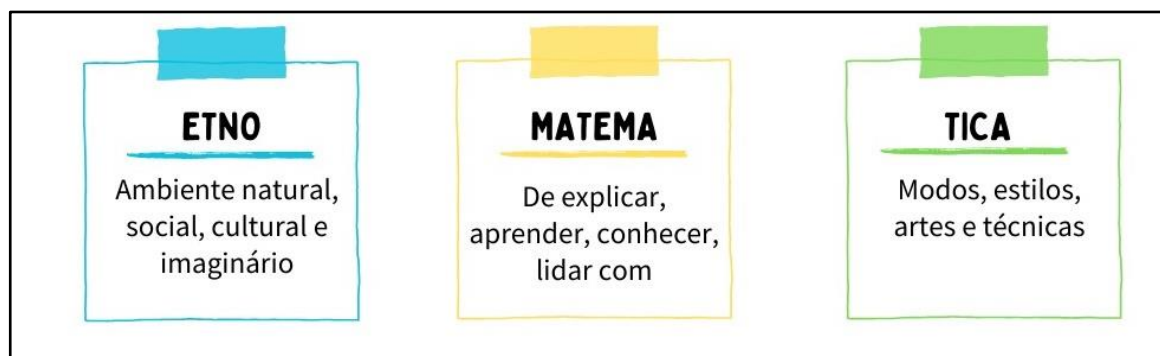 ETNO
Ambiente natural,
social, cultural e
imaginário
MATEMA
De explicar,
aprender, conhecer,
lidar com
TICA
Modos, estilos,
artes e técnicas